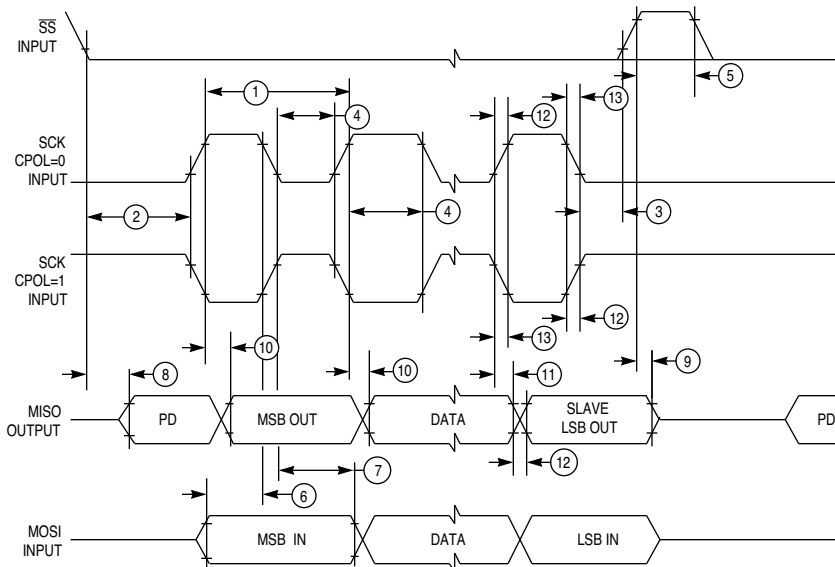 SS
INPUT
5
13
1
12
4
SCK
CPOL=0
INPUT
2
4
3
SCK
CPOL=1
INPUT
12
13
10
10
11
9
8
MISO
OUTPUT
PD
MSB OUT
DATA
SLAVE
LSB OUT
PD
12
7
6
MOSI
INPUT
MSB IN
DATA
LSB IN